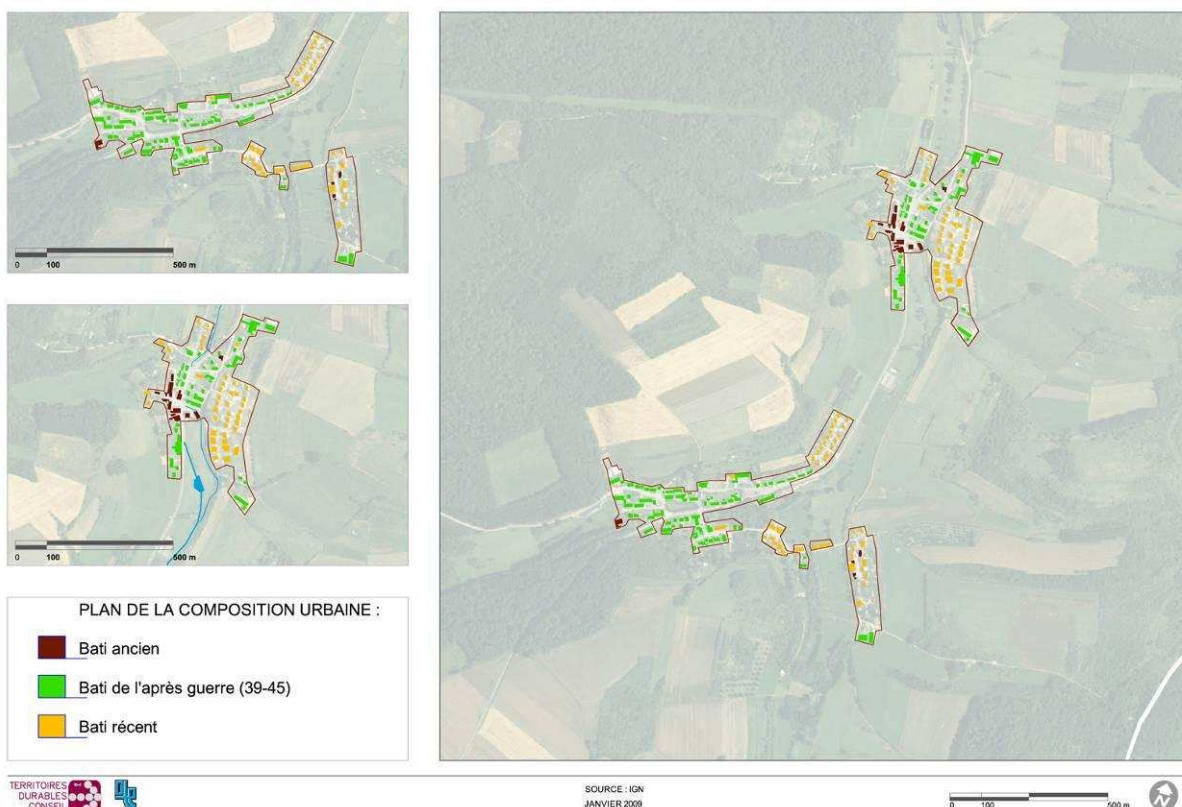 0 100 500 m
0 100 500 m
PLAN DE LA COMPOSITION URBAINE :
Bati ancien
Bati de l'après guerre (39-45)
Bati récent
TERRITOIRES
DURABLES
CONSEIL
SOURCE : IGN
JANVIER 2009
0 100 500 m